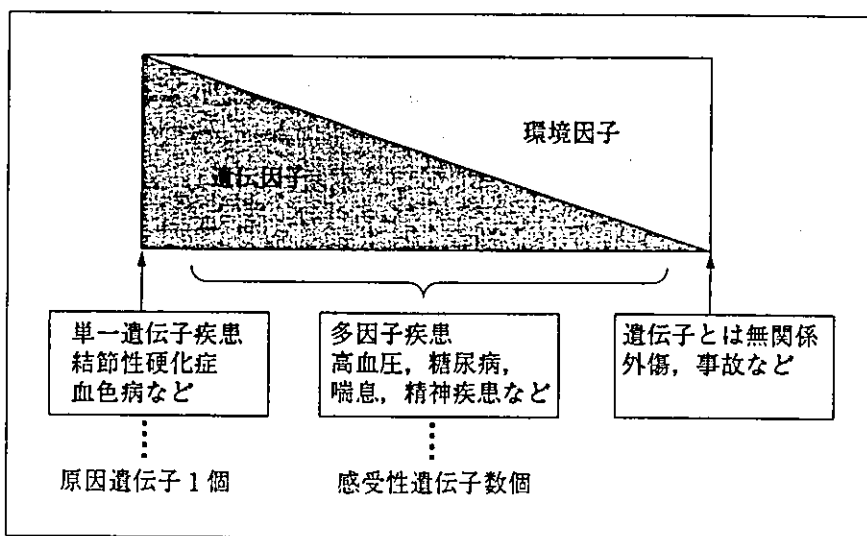 環境因子
遺伝因子
単一遺伝子疾患
結節性硬化症
血色病など
多因子疾患
高血圧，糖尿病，
喘息，精神疾患など
遺伝子とは無関係
外傷，事故など
原因遺伝子1個
感受性遺伝子数個